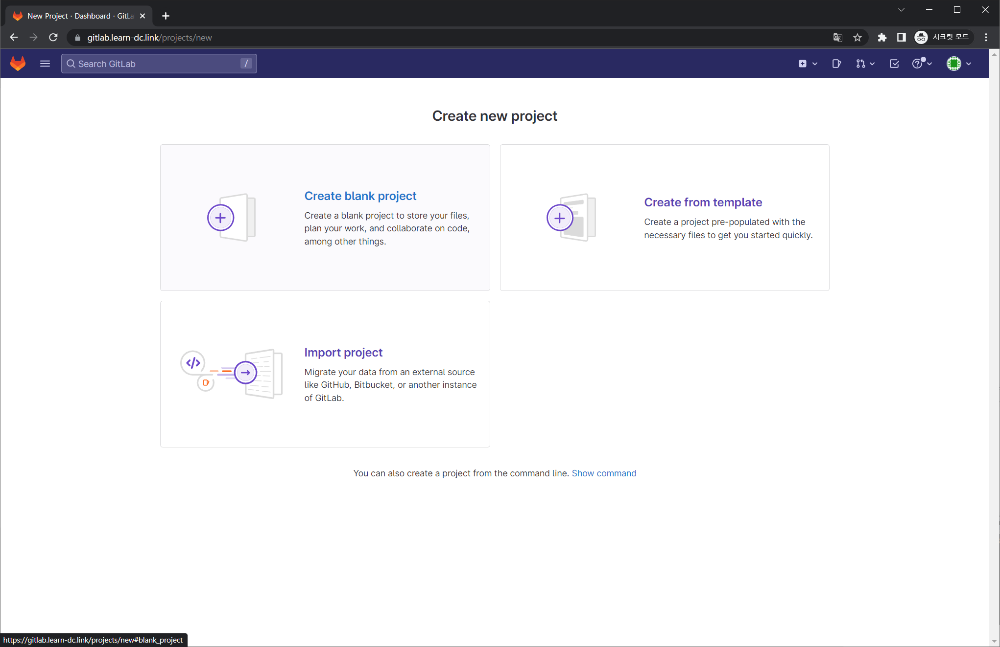 New Project · Dashboard · GitLa
gitlab.learn-dc.link/projects/new
시크릿 모드
Search GitLab
/
Create new project
Create blank project
Create a blank project to store your files,
plan your work, and collaborate on code,
among other things.
Create from template
Create a project pre-populated with the
necessary files to get you started quickly.
Import project
Migrate your data from an external source
like GitHub, Bitbucket, or another instance
of GitLab.
You can also create a project from the command line. Show command
https://gitlab.learn-dc.link/projects/new#blank_project